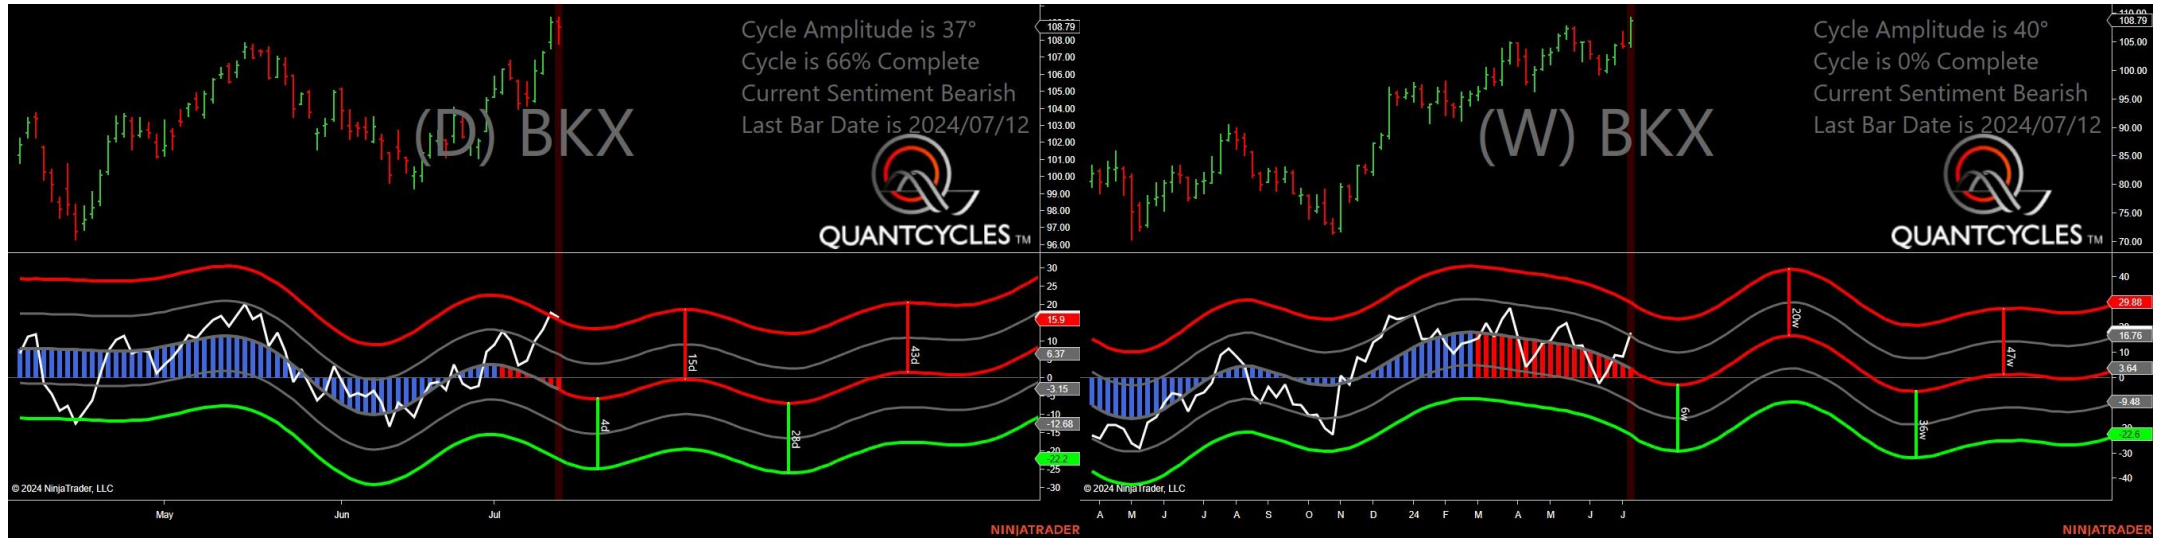 Cycle Amplitude is 37°
Cycle is 66% Complete
Current Sentiment Bearish
Last Bar Date is 2024/07/12
(D) BKX
QUANTCYCLES TM
108.79
108.00
107.00
106.00
105.00
104.00
103.00
102.00
101.00
100.00
99.00
98.00
97.00
96.00
30
25
20
15.9
10
6.37
0
-3.15
-10
-12.68
-20
-22.2
-25
-30
4d
15d
28d
43d
© 2024 NinjaTrader, LLC
May
Jun
Jul
NINJATRADER
Cycle Amplitude is 40°
Cycle is 0% Complete
Current Sentiment Bearish
Last Bar Date is 2024/07/12
(W) BKX
QUANTCYCLES TM
110.00
108.79
105.00
100.00
95.00
90.00
85.00
80.00
75.00
70.00
40
29.88
16.76
10
3.64
0
-9.48
-22.6
-30
-40
6w
20w
36w
47w
© 2024 NinjaTrader, LLC
A M J J A S O N D 24 F M A M J J
NINJATRADER